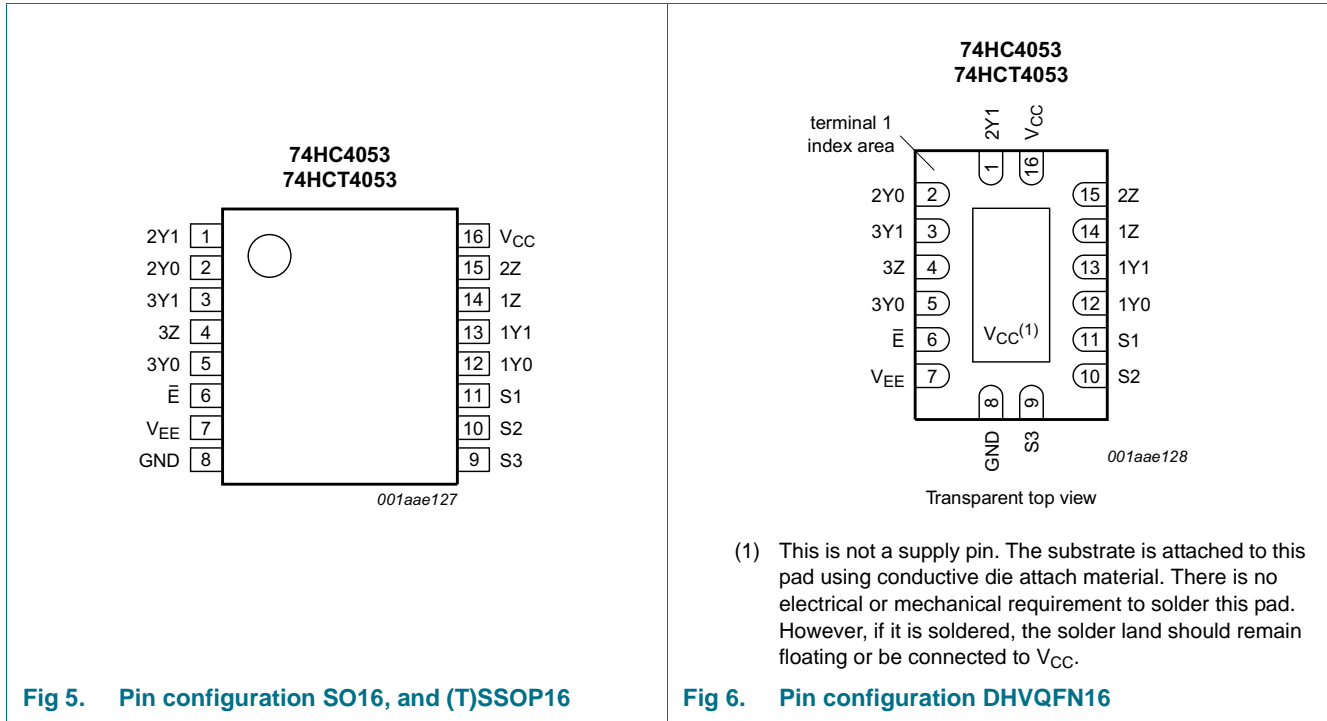 74HC4053
74HCT4053
2Y1 1
2Y0 2
3Y1 3
3Z 4
3Y0 5
E̅ 6
VEE 7
GND 8
16 VCC
15 2Z
14 1Z
13 1Y1
12 1Y0
11 S1
10 S2
9 S3
001aae127
Fig 5. Pin configuration SO16, and (T)SSOP16
74HC4053
74HCT4053
terminal 1
index area
2Y1
VCC
1
16
2Y0 2
3Y1 3
3Z 4
3Y0 5
E̅ 6
VEE 7
15 2Z
14 1Z
13 1Y1
12 1Y0
11 S1
10 S2
VCC(1)
8
9
GND
S3
001aae128
Transparent top view
(1) This is not a supply pin. The substrate is attached to this
pad using conductive die attach material. There is no
electrical or mechanical requirement to solder this pad.
However, if it is soldered, the solder land should remain
floating or be connected to VCC.
Fig 6. Pin configuration DHVQFN16